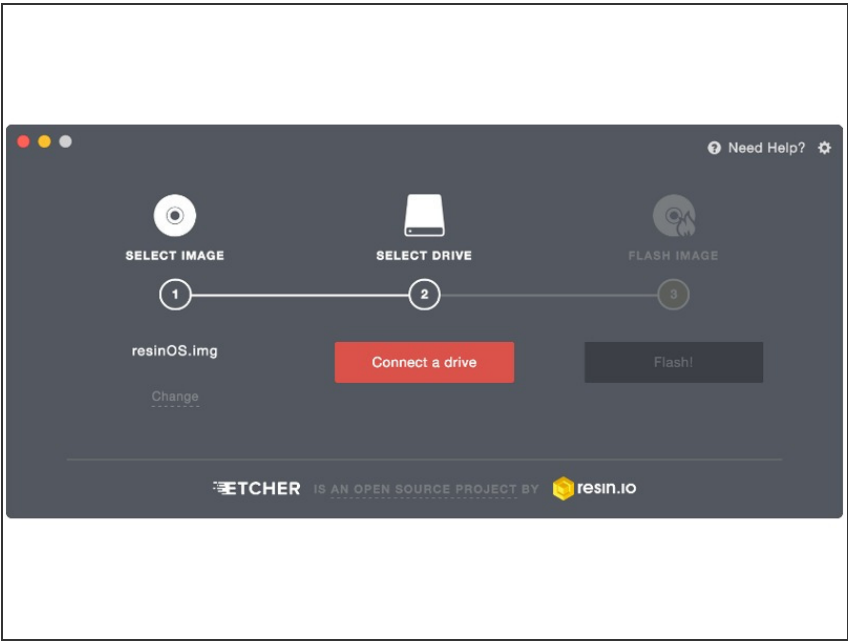 Need Help?
SELECT IMAGE
SELECT DRIVE
FLASH IMAGE
1
2
3
resinOS.img
Connect a drive
Flash!
Change
ETCHER IS AN OPEN SOURCE PROJECT BY resin.io